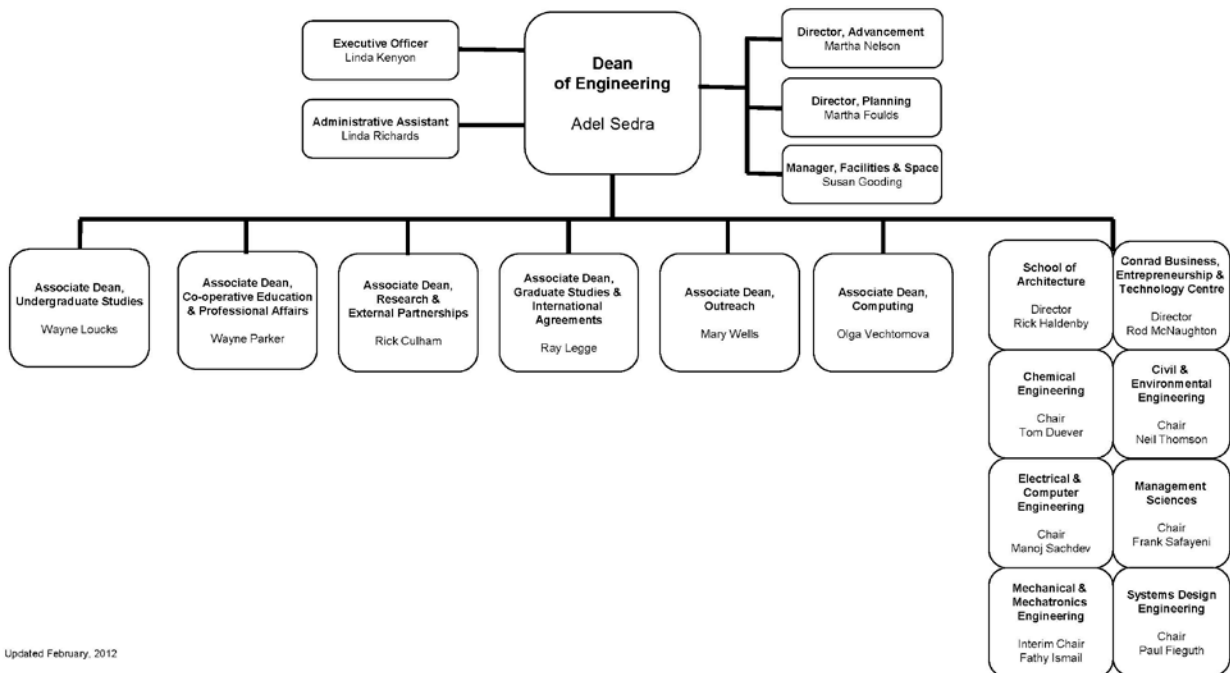 Executive Officer
Linda Kenyon
Administrative Assistant
Linda Richards
Dean
of Engineering
Adel Sedra
Director, Advancement
Martha Nelson
Director, Planning
Martha Foulds
Manager, Facilities & Space
Susan Gooding
Associate Dean,
Undergraduate Studies
Wayne Loucks
Associate Dean,
Co-operative Education
& Professional Affairs
Wayne Parker
Associate Dean,
Research &
External Partnerships
Rick Culham
Associate Dean,
Graduate Studies &
International
Agreements
Ray Legge
Associate Dean,
Outreach
Mary Wells
Associate Dean,
Computing
Olga Vechtomova
School of
Architecture
Director
Rick Haldenby
Conrad Business,
Entrepreneurship &
Technology Centre
Director
Rod McNaughton
Chemical
Engineering
Chair
Tom Duever
Civil &
Environmental
Engineering
Chair
Neil Thomson
Electrical &
Computer
Engineering
Chair
Manoj Sachdev
Management
Sciences
Chair
Frank Safayeni
Mechanical &
Mechatronics
Engineering
Interim Chair
Fathy Ismail
Systems Design
Engineering
Chair
Paul Fieguth
Updated February, 2012